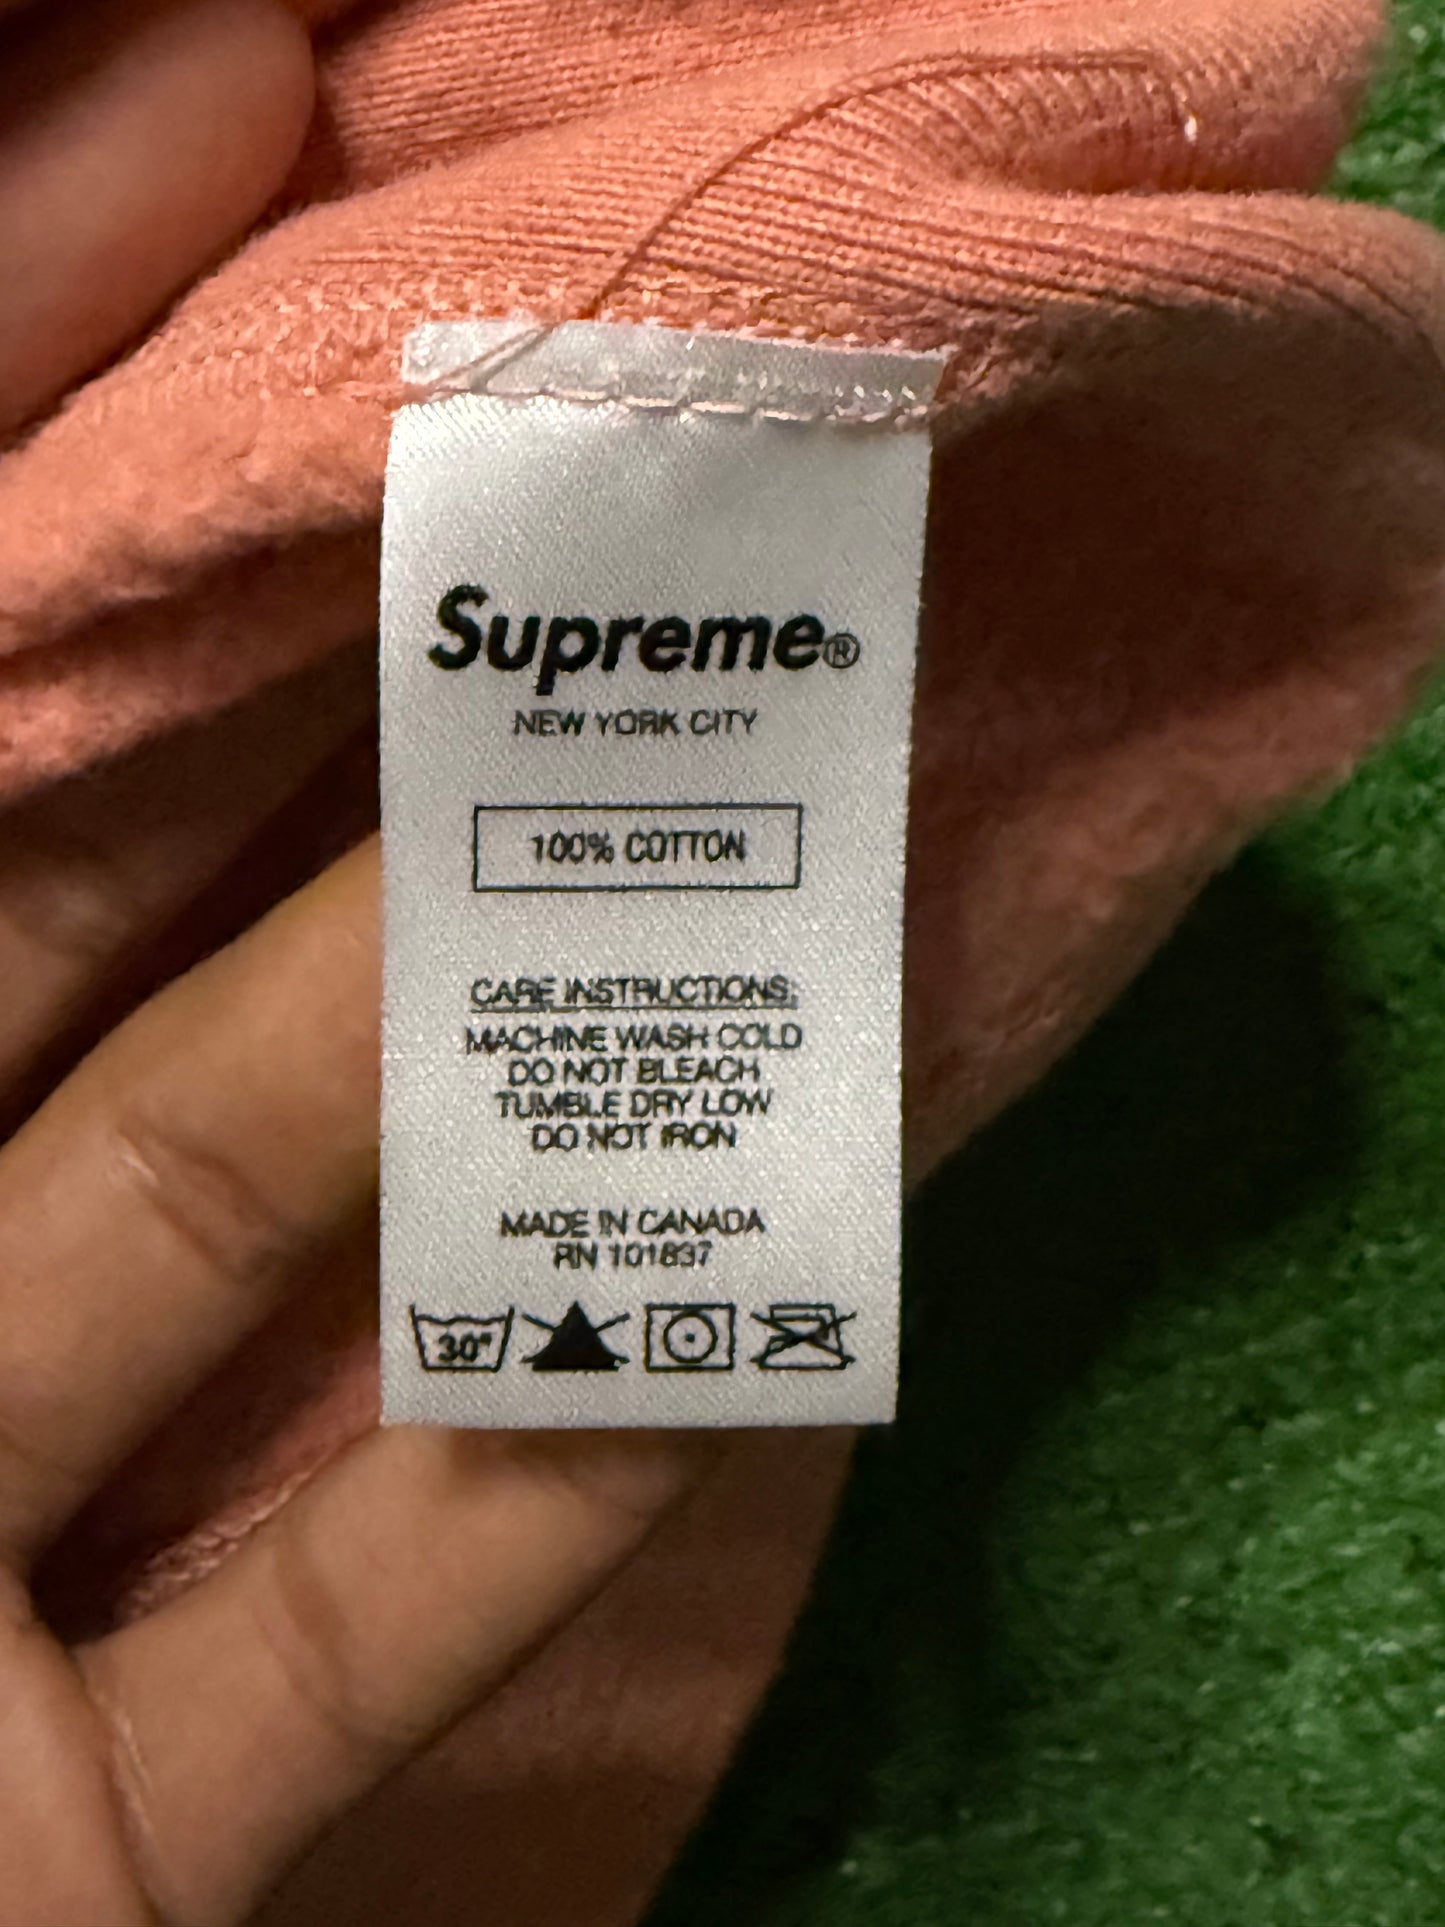 Supreme®
NEW YORK CITY
100% COTTON
CARE INSTRUCTIONS:
MACHINE WASH COLD
DO NOT BLEACH
TUMBLE DRY LOW
DO NOT IRON
MADE IN CANADA
RN 101837
30°